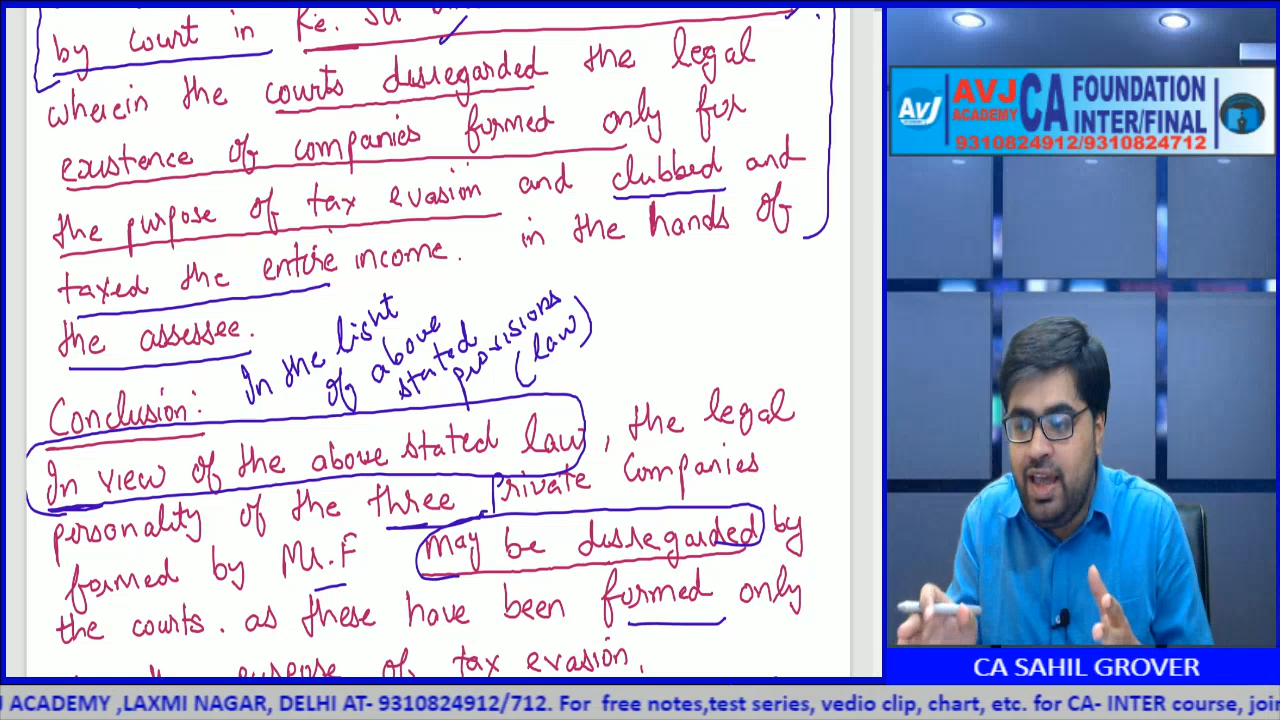 by court in Re. Sir
wherein the courts disregarded the legal
existence of companies formed only for
the purpose of tax evasion and clubbed and
taxed the entire income. in the hands of
the assessee.
In the light
of above
stated
provisions
(law)
Conclusion:
In view of the above stated law, the legal
personality of the three Private Companies
formed by Mr. F may be disregarded by
the courts. as these have been formed only
purpose of tax evasion.
AVJ
AVJ
ACADEMY
CA
FOUNDATION
INTER/FINAL
9310824912/9310824712
CA SAHIL GROVER
ACADEMY ,LAXMI NAGAR, DELHI AT- 9310824912/712. For free notes,test series, vedio clip, chart, etc. for CA- INTER course, joi